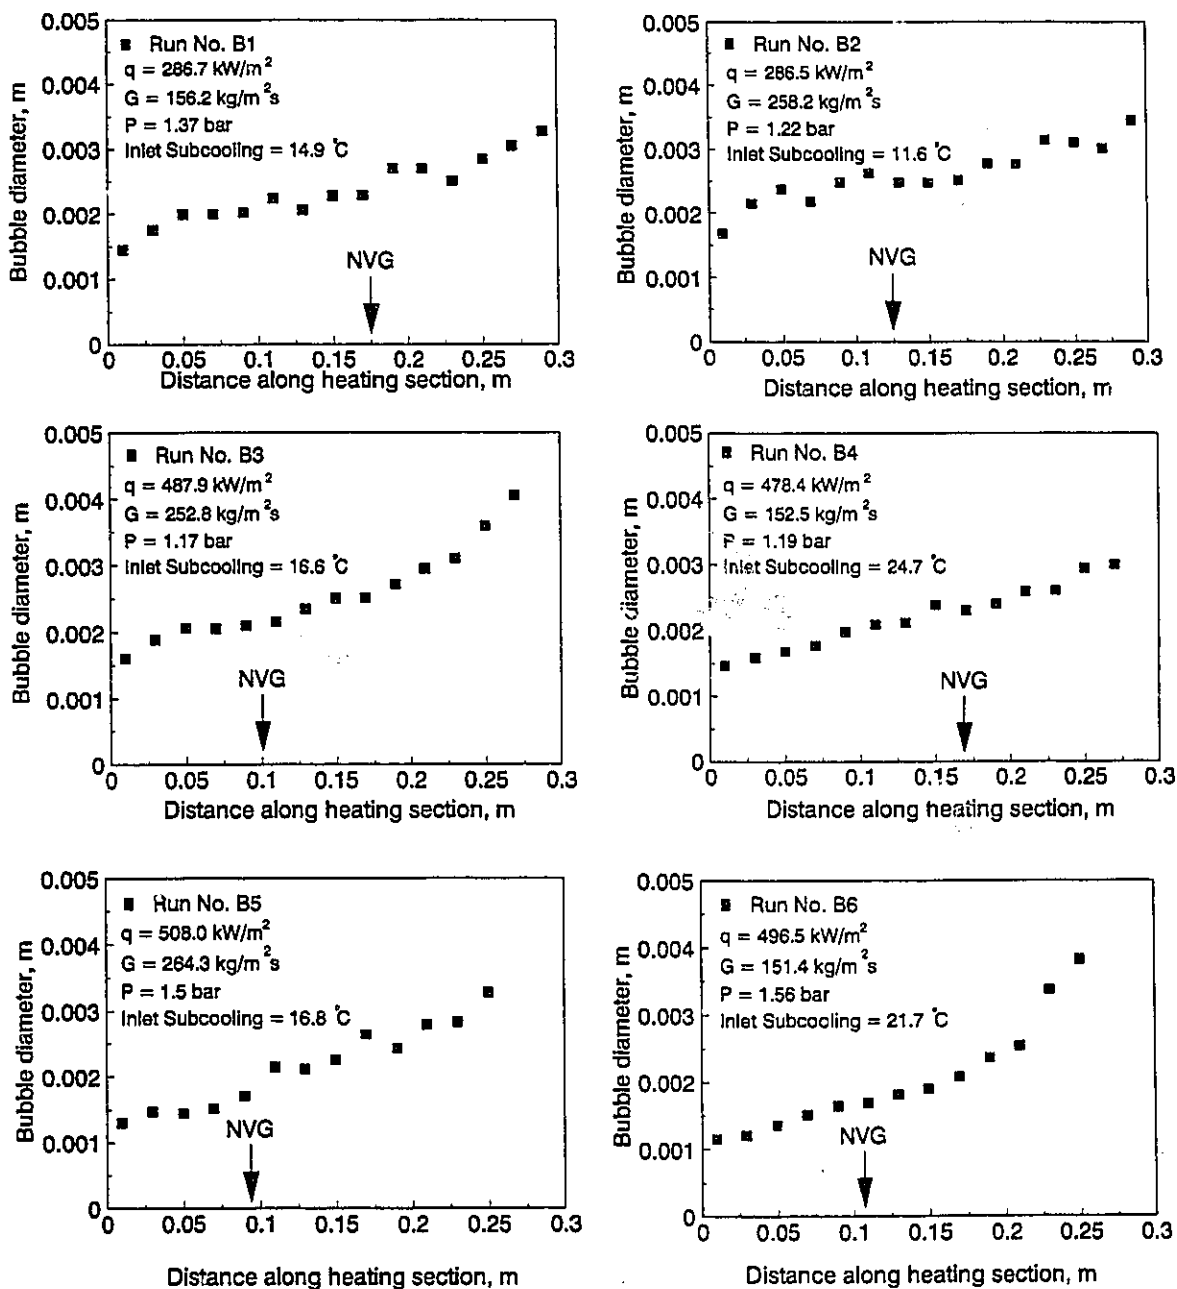 0.005
0.004
0.003
0.002
0.001
0
Bubble diameter, m
Run No. B1
q = 286.7 kW/m²
G = 156.2 kg/m²s
P = 1.37 bar
Inlet Subcooling = 14.9 °C
NVG
0 0.05 0.10 0.15 0.2 0.25 0.3
Distance along heating section, m
0.005
0.004
0.003
0.002
0.001
0
Bubble diameter, m
Run No. B2
q = 286.5 kW/m²
G = 258.2 kg/m²s
P = 1.22 bar
Inlet Subcooling = 11.6 °C
NVG
0 0.05 0.1 0.15 0.2 0.25 0.3
Distance along heating section, m
0.005
0.004
0.003
0.002
0.001
0
Bubble diameter, m
Run No. B3
q = 487.9 kW/m²
G = 252.8 kg/m²s
P = 1.17 bar
Inlet Subcooling = 16.6 °C
NVG
0 0.05 0.1 0.15 0.2 0.25 0.3
Distance along heating section, m
0.005
0.004
0.003
0.002
0.001
0
Bubble diameter, m
Run No. B4
q = 478.4 kW/m²
G = 152.5 kg/m²s
P = 1.19 bar
Inlet Subcooling = 24.7 °C
NVG
0 0.05 0.1 0.15 0.2 0.25 0.3
Distance along heating section, m
0.005
0.004
0.003
0.002
0.001
0
Bubble diameter, m
Run No. B5
q = 508.0 kW/m²
G = 264.3 kg/m²s
P = 1.5 bar
Inlet Subcooling = 16.8 °C
NVG
0 0.05 0.1 0.15 0.2 0.25 0.3
Distance along heating section, m
0.005
0.004
0.003
0.002
0.001
0
Bubble diameter, m
Run No. B6
q = 496.5 kW/m²
G = 151.4 kg/m²s
P = 1.56 bar
Inlet Subcooling = 21.7 °C
NVG
0 0.05 0.1 0.15 0.2 0.25 0.3
Distance along heating section, m